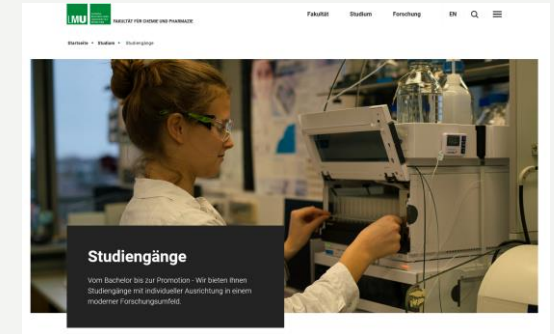 LMU
FAKULTÄT FÜR CHEMIE UND PHARMAZIE
Fakultät
Studium
Forschung
EN
Startseite
Studium
Studiengänge
Studiengänge
Vom Bachelor bis zur Promotion - Wir bieten Ihnen
Studiengänge mit individueller Ausrichtung in einem
moderner Forschungsumfeld.